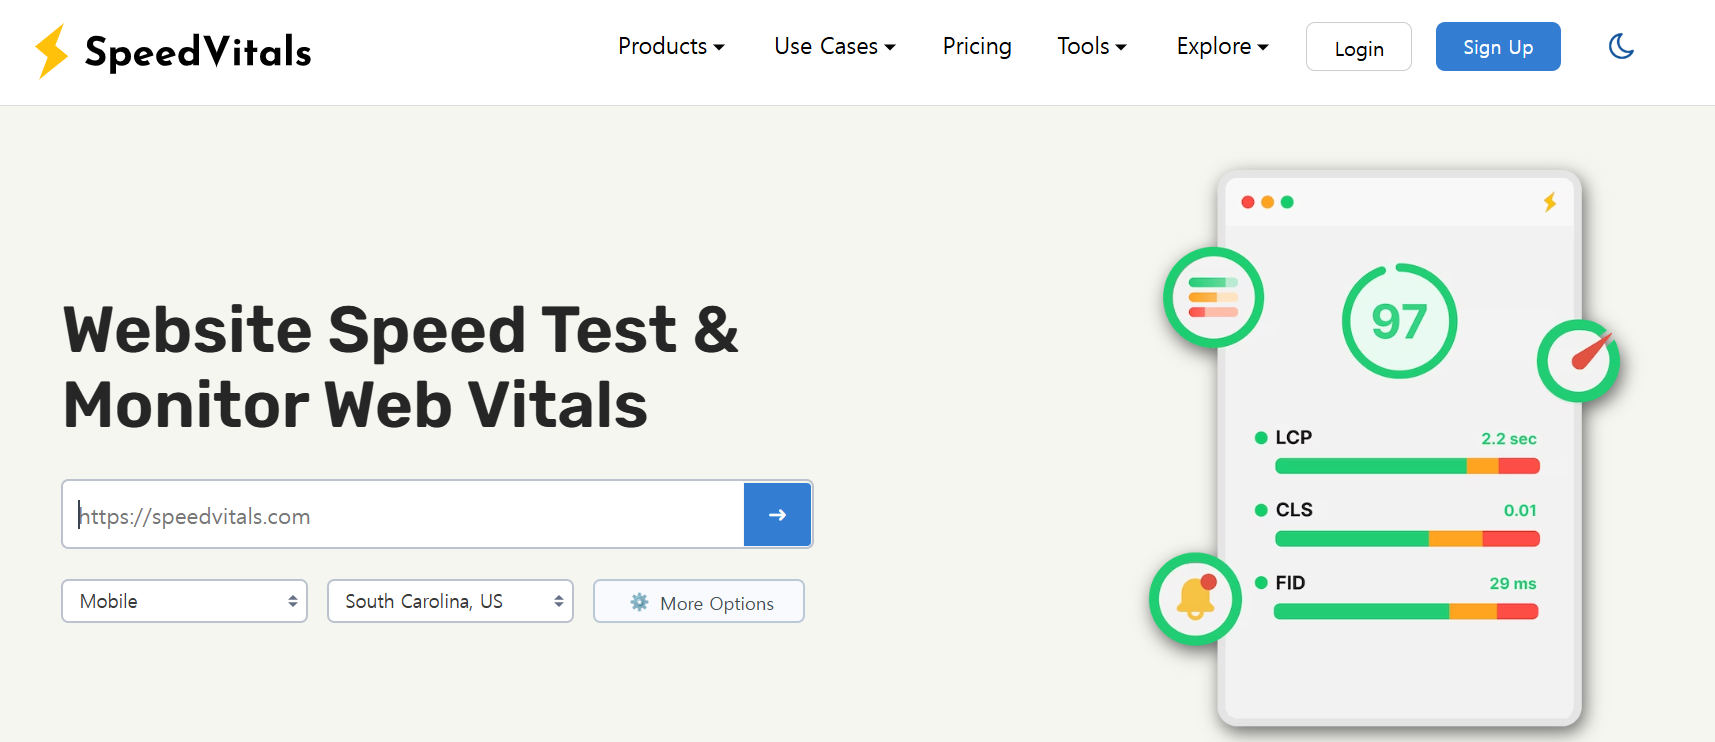 SpeedVitals
Products
Use Cases
Pricing
Tools
Explore
Login
Sign Up
Website Speed Test &
Monitor Web Vitals
https://speedvitals.com
Mobile
South Carolina, US
More Options
97
LCP 2.2 sec
CLS 0.01
FID 29 ms